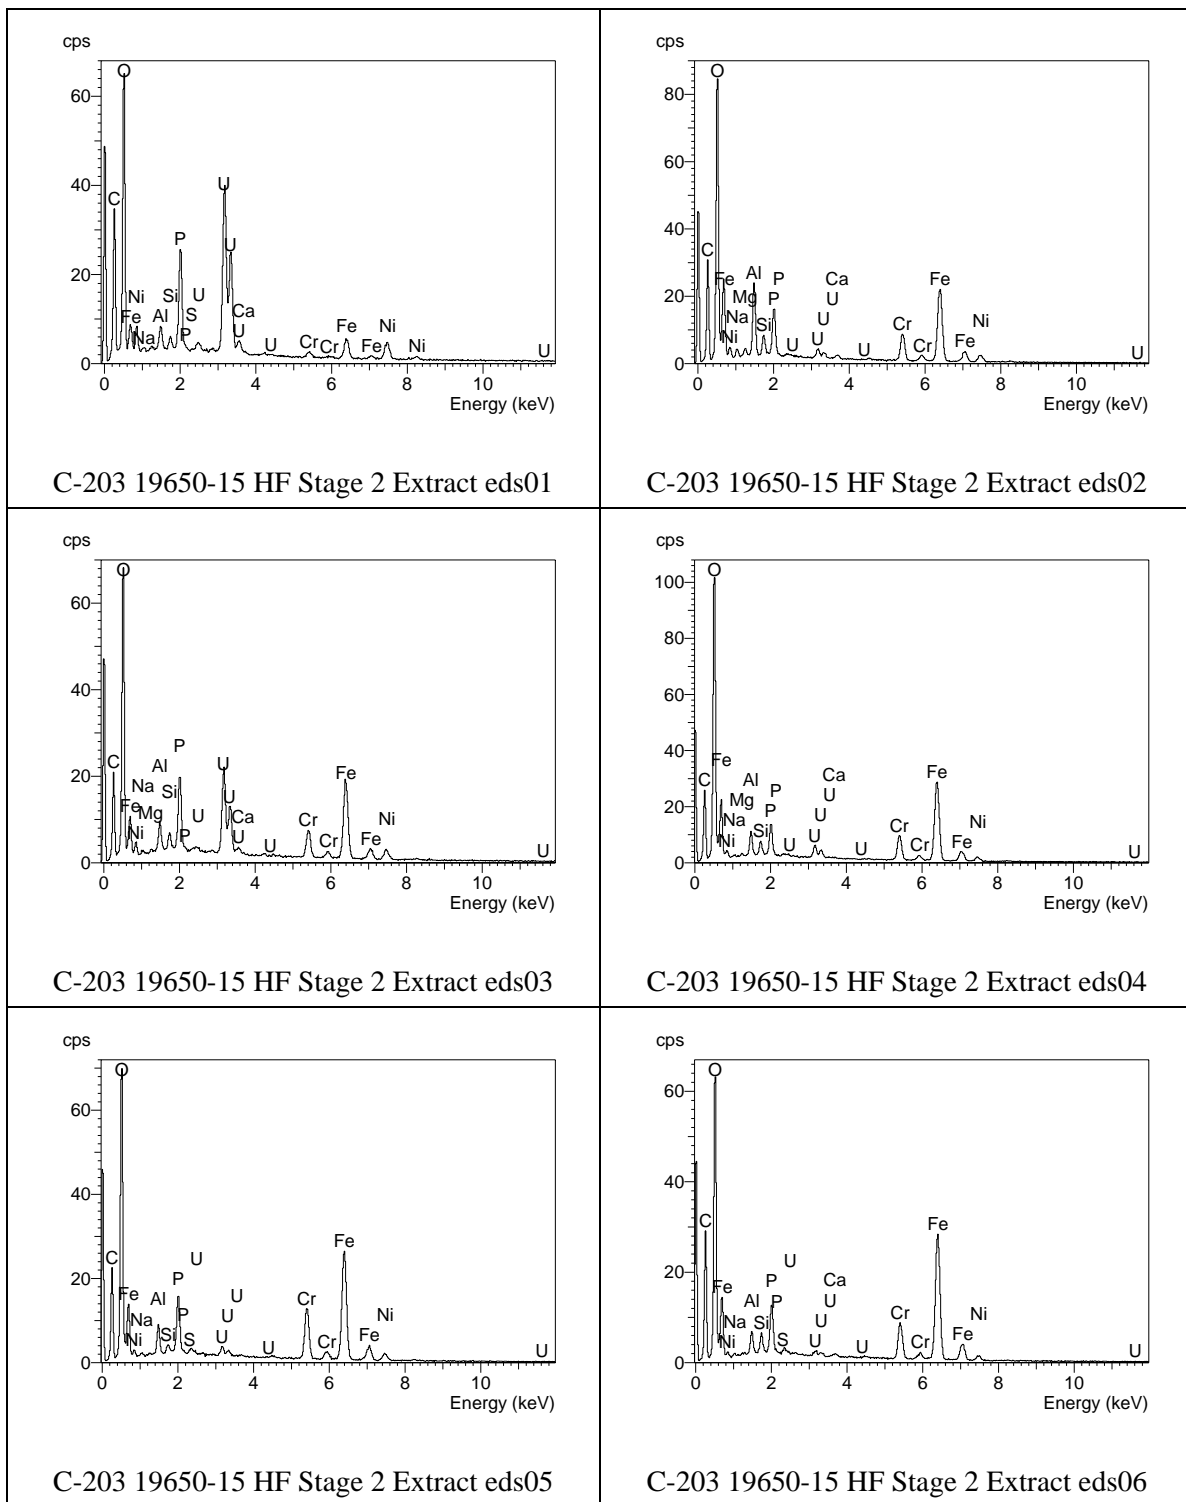 cps
O
60
40
U
C
P
U
20
Ni
Si
U
Fe
Na
Al
S
P
Ca
U
U
Cr
Cr
Fe
Fe
Ni
Ni
U
0
0 2 4 6 8 10
Energy (keV)
C-203 19650-15 HF Stage 2 Extract eds01
cps
O
80
60
40
C
Fe
Mg
Al
P
Ca
U
Fe
20
Na
Ni
Si
P
U
U
U
U
Cr
Cr
Fe
Ni
U
0
0 2 4 6 8 10
Energy (keV)
C-203 19650-15 HF Stage 2 Extract eds02
cps
O
60
40
P
C
Na
Al
Si
U
U
Fe
20
Fe
Mg
Ni
P
U
U
Ca
U
U
Cr
Cr
Fe
Ni
U
0
0 2 4 6 8 10
Energy (keV)
C-203 19650-15 HF Stage 2 Extract eds03
cps
O
100
80
60
40
Fe
C
Mg
Al
P
Ca
U
Fe
20
Na
Ni
Si
P
U
U
U
U
Cr
Cr
Fe
Ni
U
0
0 2 4 6 8 10
Energy (keV)
C-203 19650-15 HF Stage 2 Extract eds04
cps
O
60
40
C
U
P
Fe
20
Fe
Na
Al
U
Ni
Si
P
S
U
U
U
Cr
Cr
Fe
Ni
U
0
0 2 4 6 8 10
Energy (keV)
C-203 19650-15 HF Stage 2 Extract eds05
cps
O
60
40
C
U
P
Ca
Fe
20
Fe
Na
Al
P
U
Ni
Si
S
U
U
U
Cr
Cr
Fe
Ni
U
0
0 2 4 6 8 10
Energy (keV)
C-203 19650-15 HF Stage 2 Extract eds06